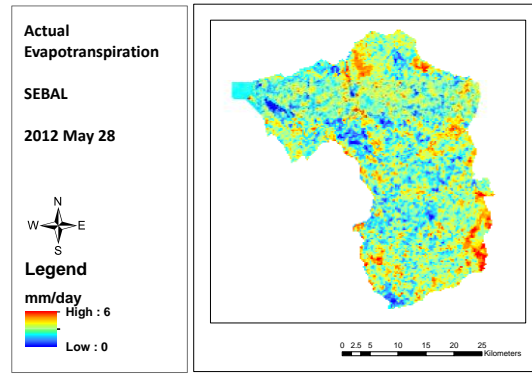 Actual
Evapotranspiration
SEBAL
2012 May 28
N
W E
S
Legend
mm/day
High : 6
Low : 0
0 2.5 5 10 15 20 25
Kilometers